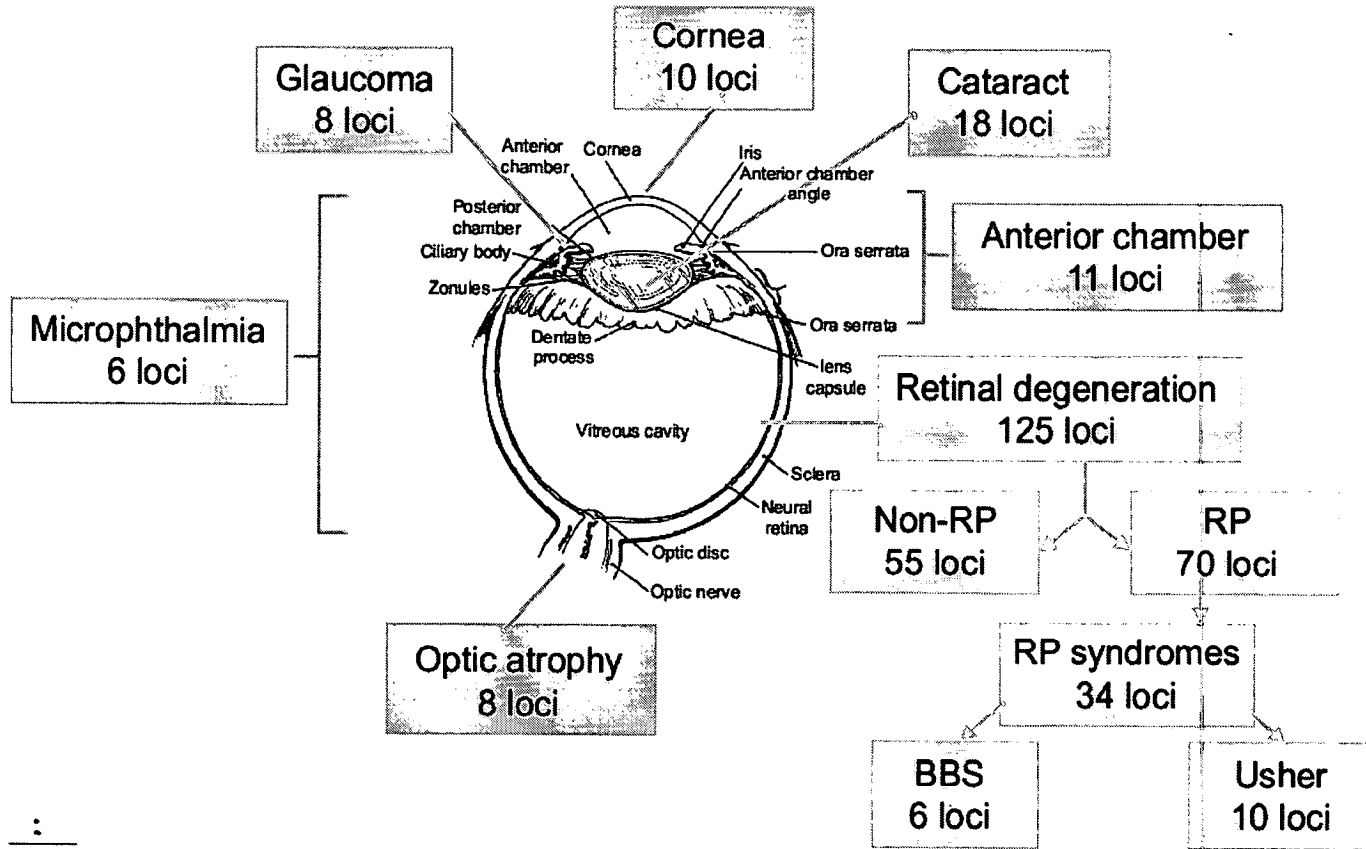 Cornea
10 loci
Glaucoma
8 loci
Cataract
18 loci
Anterior
chamber
Cornea
Iris
Anterior chamber
angle
Posterior
chamber
Ciliary body
Zonules
Ora serrata
Anterior chamber
11 loci
Microphthalmia
6 loci
Dentate
process
Ora serrata
lens
capsule
Retinal degeneration
125 loci
Vitreous cavity
Sclera
Neural
retina
Non-RP
55 loci
RP
70 loci
Optic disc
Optic nerve
Optic atrophy
8 loci
RP syndromes
34 loci
BBS
6 loci
Usher
10 loci
: